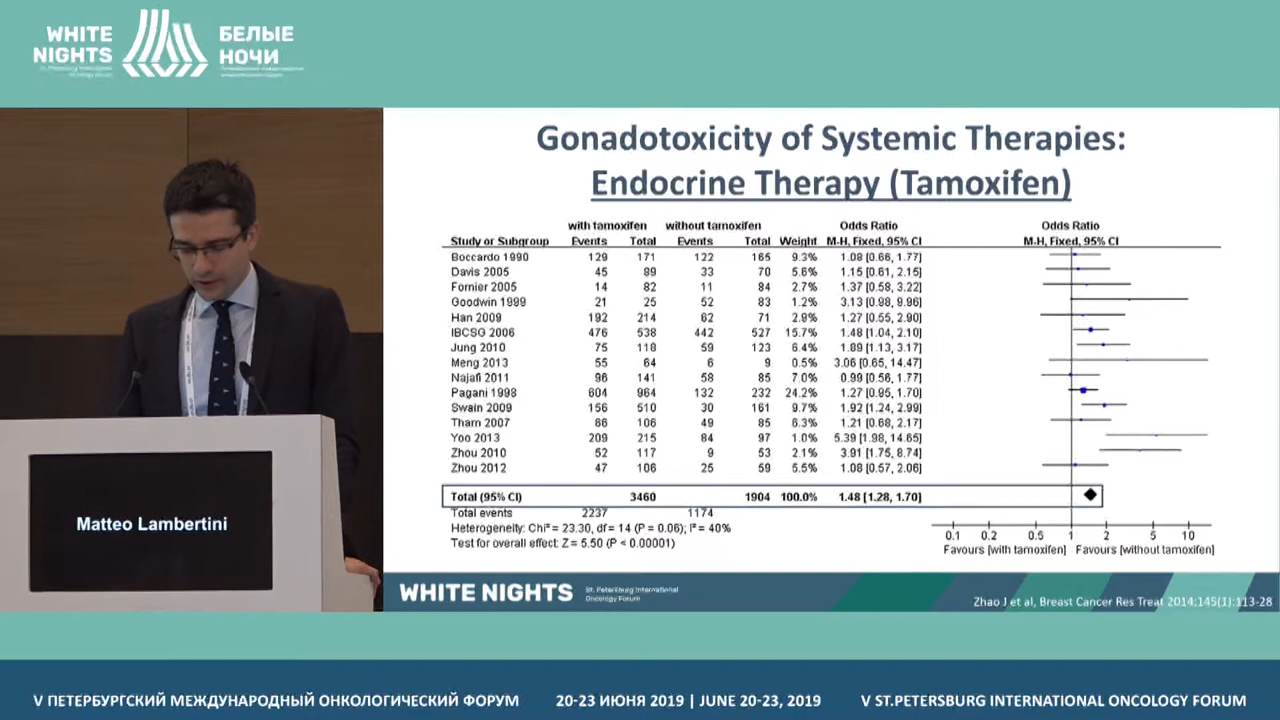 WHITE
NIGHTS
БЕЛЫЕ
НОЧИ
Matteo Lambertini
Gonadotoxicity of Systemic Therapies:
Endocrine Therapy (Tamoxifen)
with tamoxifen without tamoxifen Odds Ratio Odds Ratio
Study or Subgroup Events Total Events Total Weight M-H, Fixed, 95% CI M-H, Fixed, 95% CI
Boccardo 1990 129 171 122 165 9.3% 1.08 [0.66, 1.77]
Davis 2005 45 89 33 70 5.6% 1.15 [0.61, 2.15]
Fornier 2005 14 82 11 84 2.7% 1.37 [0.58, 3.22]
Goodwin 1999 21 25 52 83 1.2% 3.13 [0.98, 9.96]
Han 2009 192 214 62 71 3.6% 1.27 [0.55, 2.90]
IBCSG 2006 476 538 442 527 15.7% 1.48 [1.04, 2.10]
Jung 2010 75 118 59 123 6.4% 1.89 [1.13, 3.17]
Meng 2013 55 64 6 9 0.5% 3.06 [0.65, 14.47]
Najafi 2011 96 141 58 85 7.0% 0.99 [0.56, 1.77]
Pagani 1998 604 964 132 232 24.2% 1.27 [0.95, 1.70]
Swain 2009 156 510 30 161 9.7% 1.92 [1.24, 2.99]
Tham 2007 66 106 49 85 6.3% 1.21 [0.68, 2.17]
Yoo 2013 209 215 84 97 1.0% 5.39 [1.98, 14.65]
Zhou 2010 52 117 9 53 2.0% 3.91 [1.75, 8.74]
Zhou 2012 47 106 25 59 5.5% 1.08 [0.57, 2.06]
Total (95% CI) 3460 1904 100.0% 1.48 [1.28, 1.70]
Total events 2237 1174
Heterogeneity: Chi² = 23.30, df = 14 (P = 0.06); I² = 40%
Test for overall effect: Z = 5.50 (P < 0.00001)
0.1 0.2 0.5 1 2 5 10
Favours [with tamoxifen] Favours [without tamoxifen]
WHITE NIGHTS
St. Petersburg International
Oncology Forum
Zhao J et al, Breast Cancer Res Treat 2014;145(1):113-28
V ПЕТЕРБУРГСКИЙ МЕЖДУНАРОДНЫЙ ОНКОЛОГИЧЕСКИЙ ФОРУМ 20-23 ИЮНЯ 2019 | JUNE 20-23, 2019 V ST.PETERSBURG INTERNATIONAL ONCOLOGY FORUM